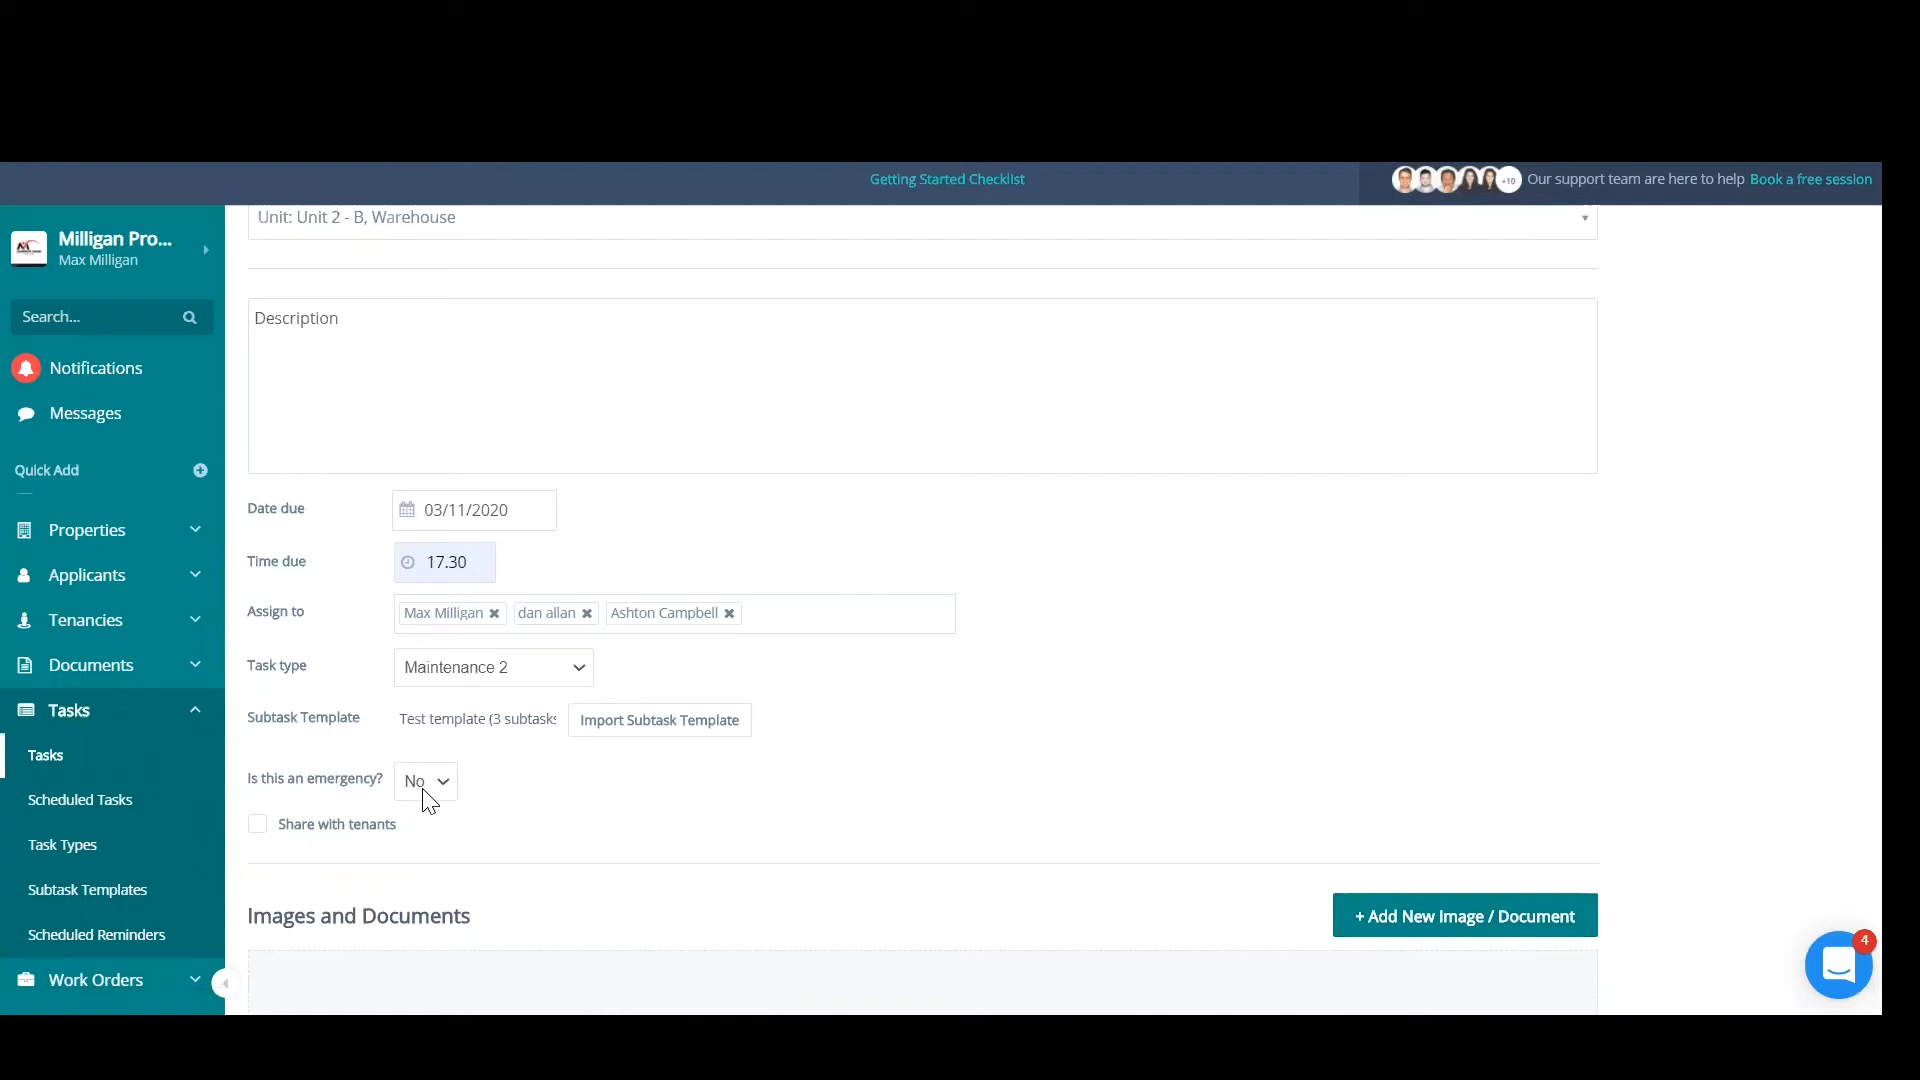 Getting Started Checklist
+10 Our support team are here to help Book a free session
Milligan Pro...
Max Milligan
Search...
Notifications
Messages
Quick Add
Properties
Applicants
Tenancies
Documents
Tasks
Tasks
Scheduled Tasks
Task Types
Subtask Templates
Scheduled Reminders
Work Orders
Unit: Unit 2 - B, Warehouse
Description
Date due 03/11/2020
Time due 17.30
Assign to Max Milligan dan allan Ashton Campbell
Task type Maintenance 2
Subtask Template Test template (3 subtasks Import Subtask Template
Is this an emergency? No
Share with tenants
Images and Documents + Add New Image / Document
4